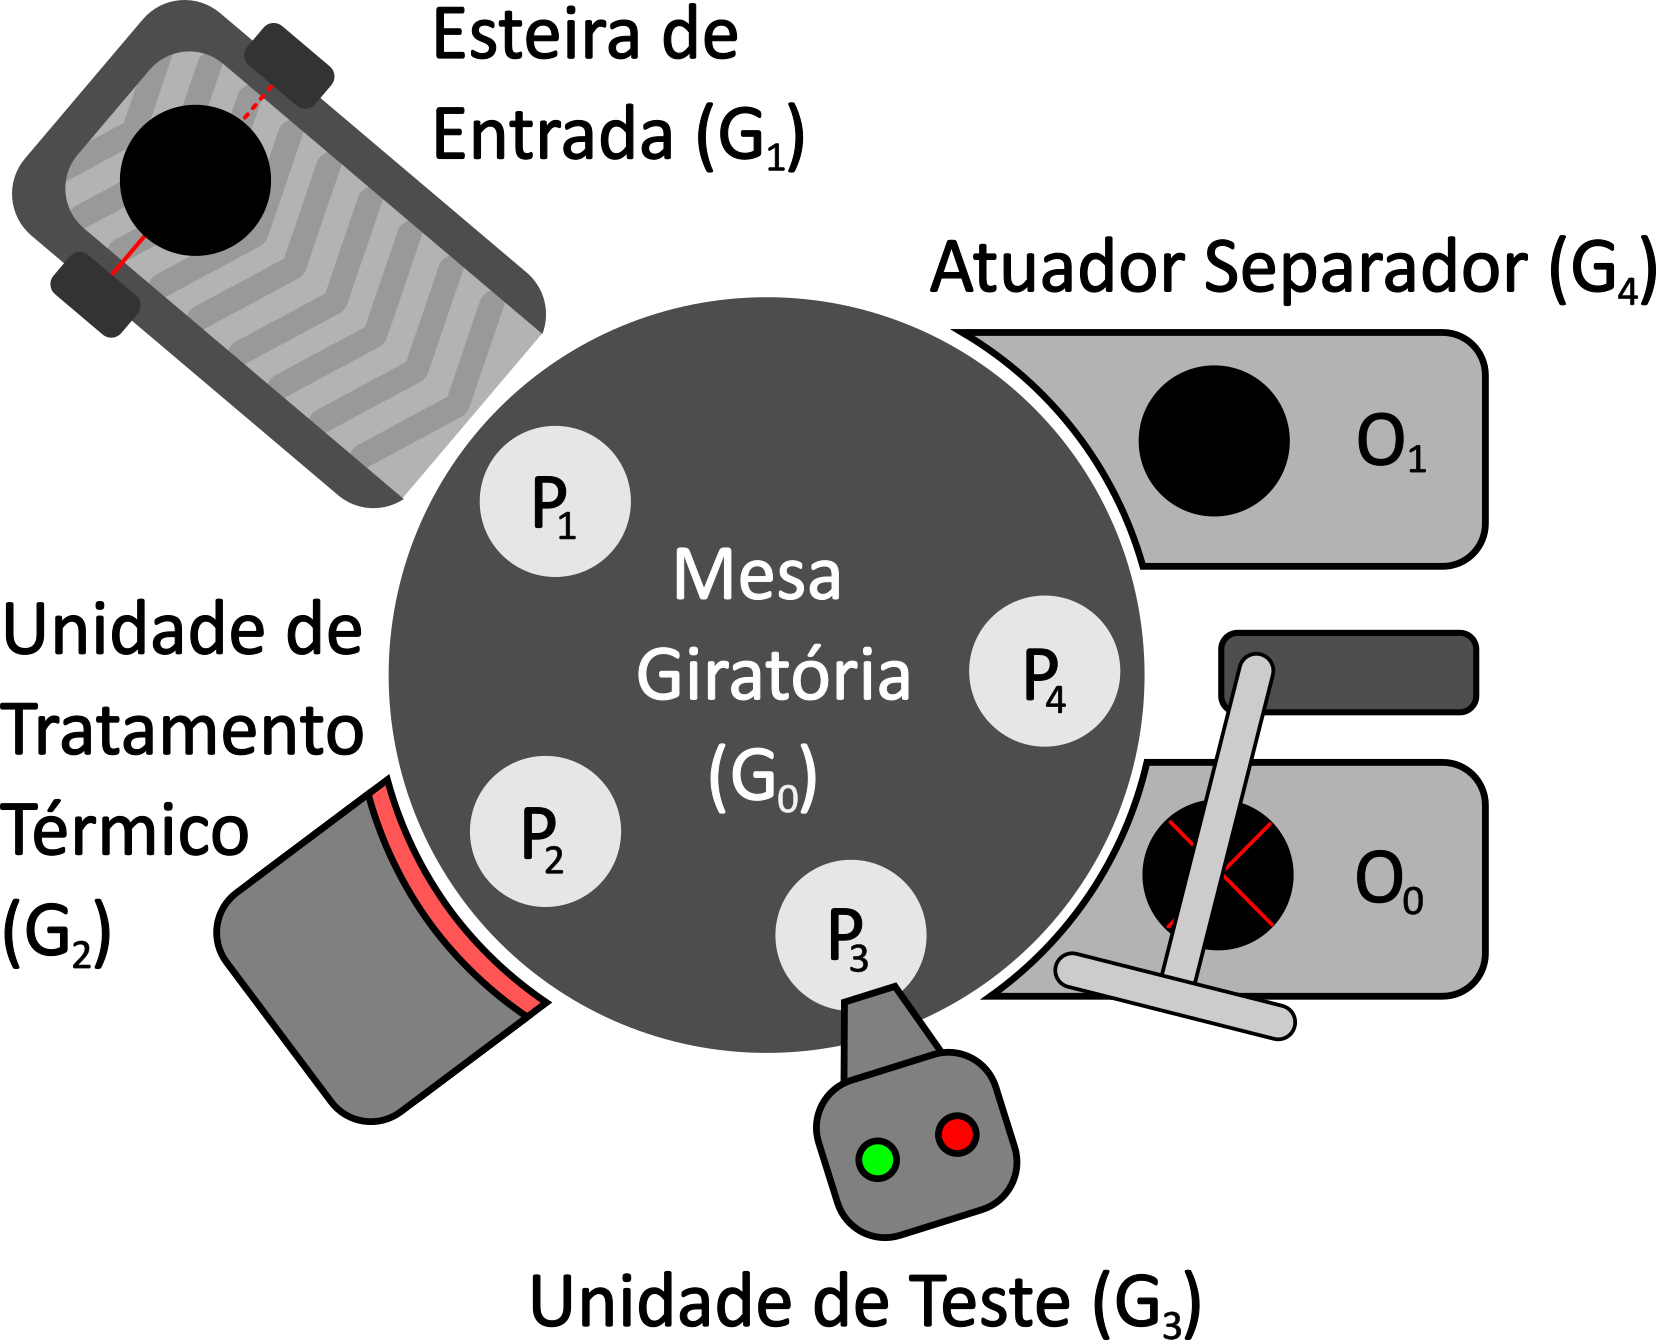 Esteira de
Entrada (G₁)
Atuador Separador (G₄)
O₁
P₁
Mesa
Giratória
(G₀)
P₄
Unidade de
Tratamento
Térmico
(G₂)
P₂
P₃
O₀
Unidade de Teste (G₃)